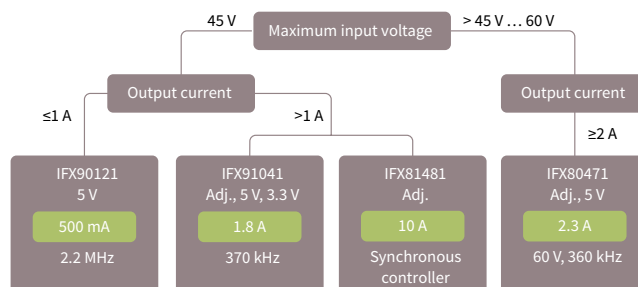 Maximum input voltage
45 V
> 45 V ... 60 V
Output current
Output current
≤1 A
>1 A
≥2 A
IFX90121
5 V
500 mA
2.2 MHz
IFX91041
Adj., 5 V, 3.3 V
1.8 A
370 kHz
IFX81481
Adj.
10 A
Synchronous
controller
IFX80471
Adj., 5 V
2.3 A
60 V, 360 kHz